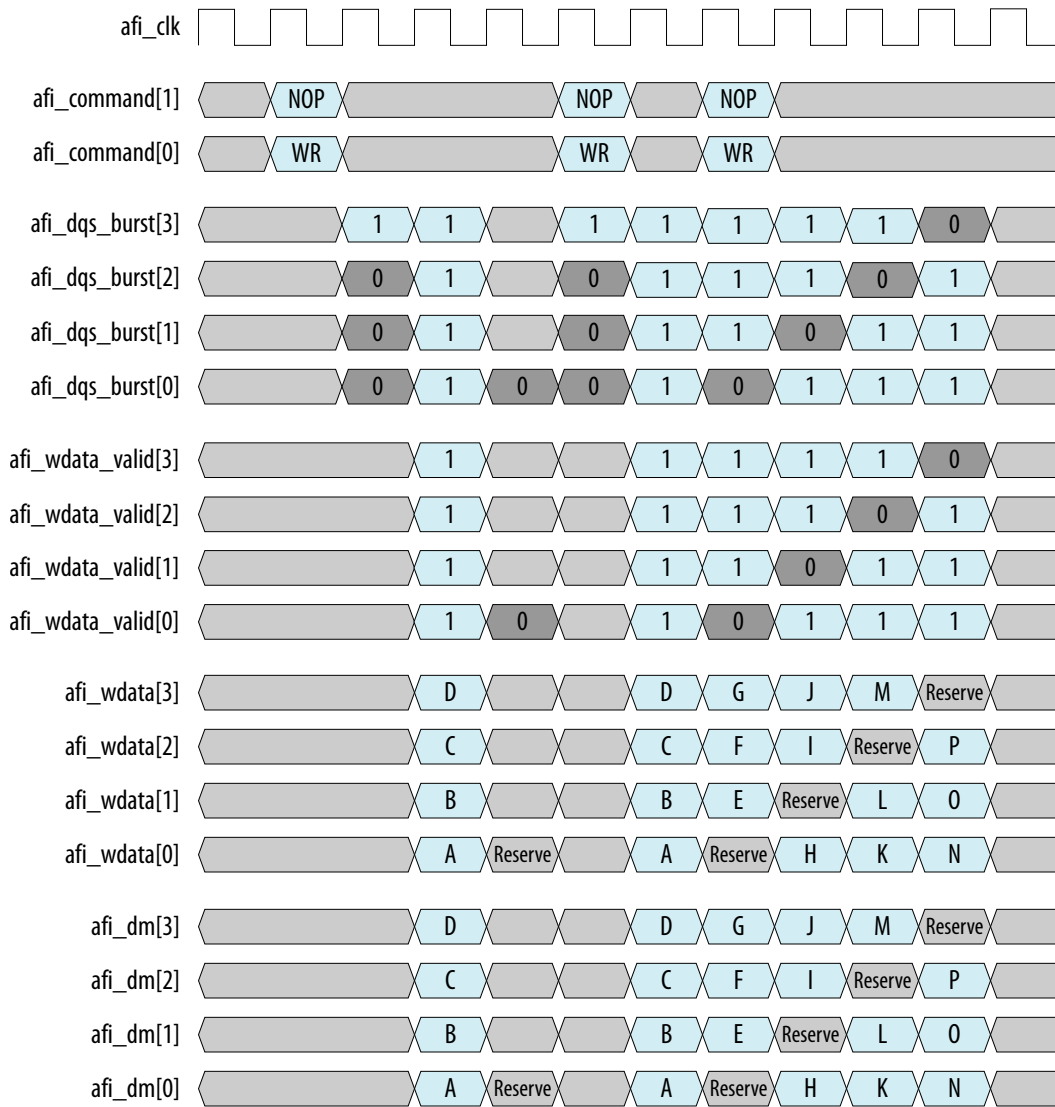 afi_clk
afi_command[1] NOP NOP NOP
afi_command[0] WR WR WR
afi_dqs_burst[3] 1 1 1 1 1 1 1 0
afi_dqs_burst[2] 0 1 0 1 1 1 0 1
afi_dqs_burst[1] 0 1 0 1 1 0 1 1
afi_dqs_burst[0] 0 1 0 0 1 0 1 1 1
afi_wdata_valid[3] 1 1 1 1 1 0
afi_wdata_valid[2] 1 1 1 1 0 1
afi_wdata_valid[1] 1 1 1 0 1 1
afi_wdata_valid[0] 1 0 1 0 1 1 1
afi_wdata[3] D D G J M Reserve
afi_wdata[2] C C F I Reserve P
afi_wdata[1] B B E Reserve L O
afi_wdata[0] A Reserve A Reserve H K N
afi_dm[3] D D G J M Reserve
afi_dm[2] C C F I Reserve P
afi_dm[1] B B E Reserve L O
afi_dm[0] A Reserve A Reserve H K N